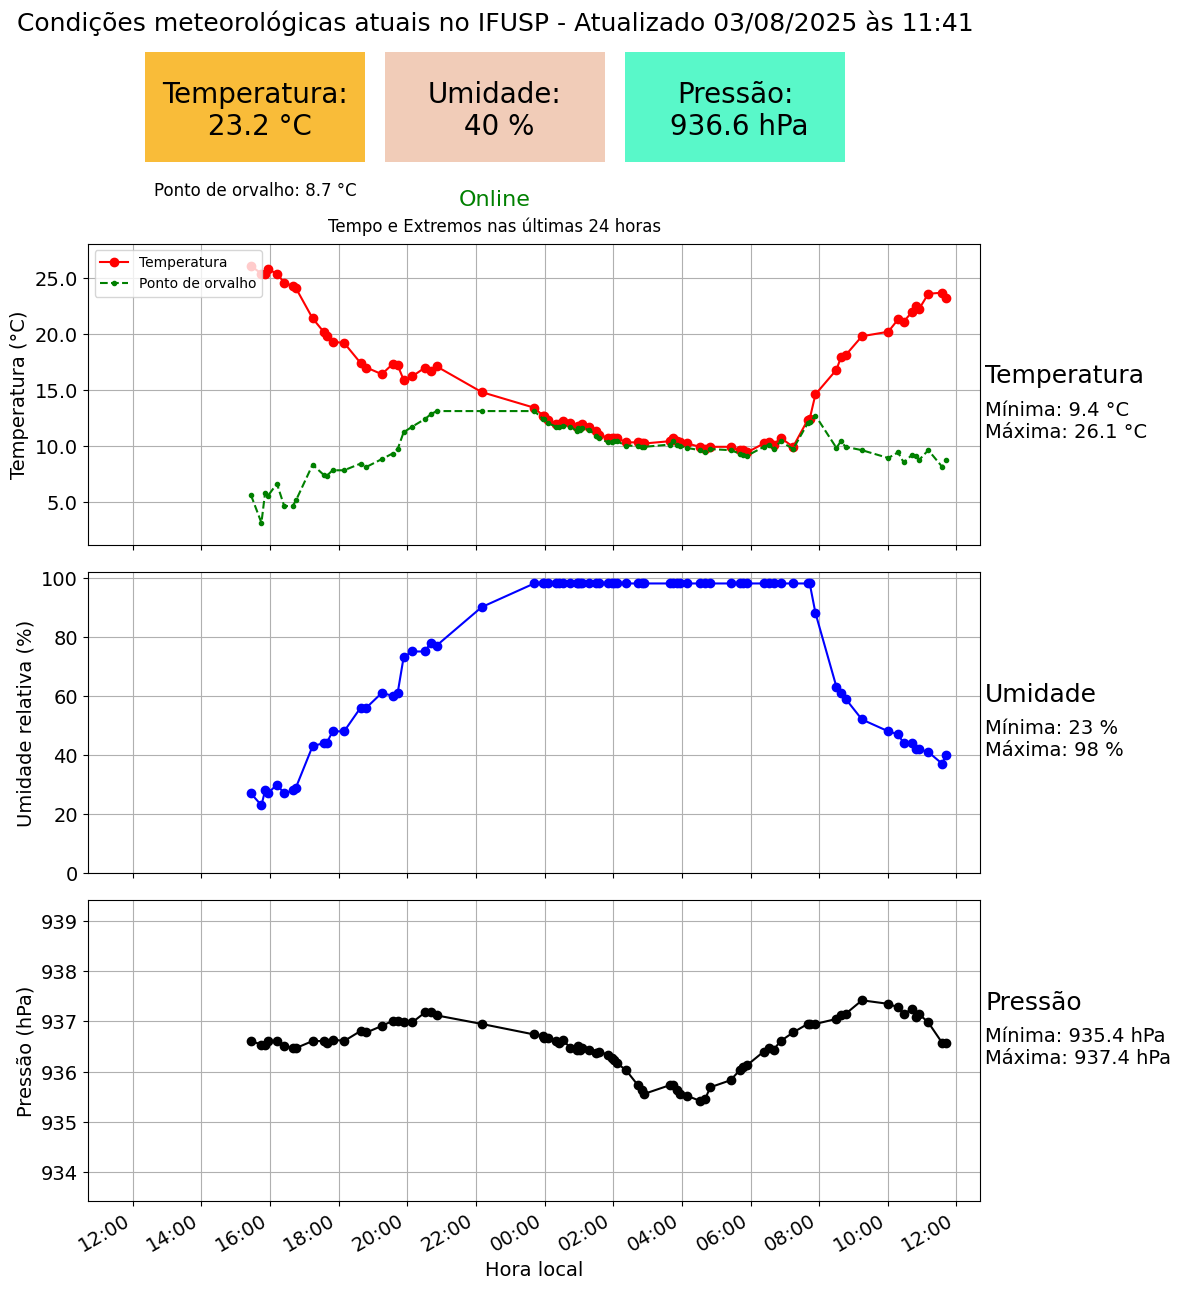 Condições meteorológicas atuais no IFUSP - Atualizado 03/08/2025 às 11:41
Temperatura:
23.2 °C
Umidade:
40 %
Pressão:
936.6 hPa
Ponto de orvalho: 8.7 °C
Online
Tempo e Extremos nas últimas 24 horas
Temperatura
Ponto de orvalho
Temperatura (°C)
25.0
20.0
15.0
10.0
5.0
Temperatura
Mínima: 9.4 °C
Máxima: 26.1 °C
Umidade relativa (%)
100
80
60
40
20
0
Umidade
Mínima: 23 %
Máxima: 98 %
Pressão (hPa)
939
938
937
936
935
934
Pressão
Mínima: 935.4 hPa
Máxima: 937.4 hPa
12:00 14:00 16:00 18:00 20:00 22:00 00:00 02:00 04:00 06:00 08:00 10:00 12:00
Hora local